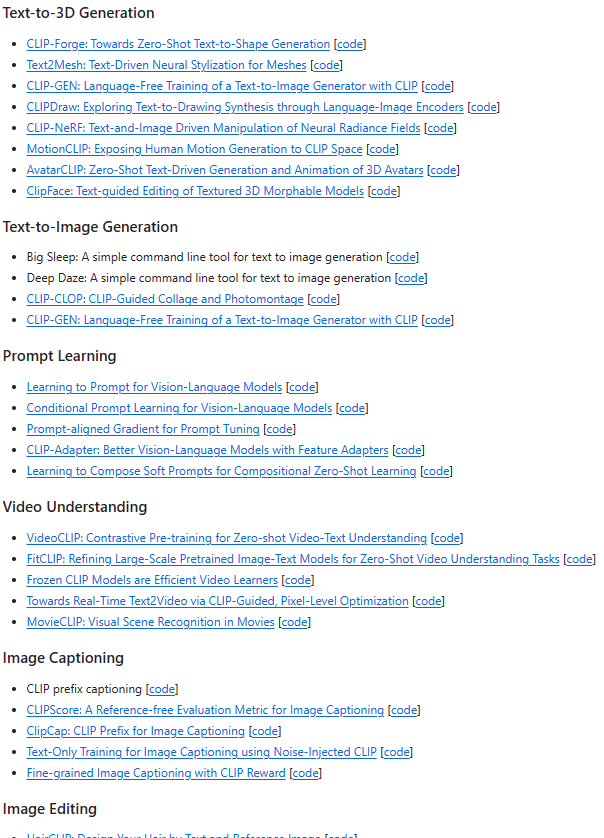 Text-to-3D Generation
• CLIP-Forge: Towards Zero-Shot Text-to-Shape Generation [code]
• Text2Mesh: Text-Driven Neural Stylization for Meshes [code]
• CLIP-GEN: Language-Free Training of a Text-to-Image Generator with CLIP [code]
• CLIPDraw: Exploring Text-to-Drawing Synthesis through Language-Image Encoders [code]
• CLIP-NeRF: Text-and-Image Driven Manipulation of Neural Radiance Fields [code]
• MotionCLIP: Exposing Human Motion Generation to CLIP Space [code]
• AvatarCLIP: Zero-Shot Text-Driven Generation and Animation of 3D Avatars [code]
• ClipFace: Text-guided Editing of Textured 3D Morphable Models [code]
Text-to-Image Generation
• Big Sleep: A simple command line tool for text to image generation [code]
• Deep Daze: A simple command line tool for text to image generation [code]
• CLIP-CLOP: CLIP-Guided Collage and Photomontage [code]
• CLIP-GEN: Language-Free Training of a Text-to-Image Generator with CLIP [code]
Prompt Learning
• Learning to Prompt for Vision-Language Models [code]
• Conditional Prompt Learning for Vision-Language Models [code]
• Prompt-aligned Gradient for Prompt Tuning [code]
• CLIP-Adapter: Better Vision-Language Models with Feature Adapters [code]
• Learning to Compose Soft Prompts for Compositional Zero-Shot Learning [code]
Video Understanding
• VideoCLIP: Contrastive Pre-training for Zero-shot Video-Text Understanding [code]
• FitCLIP: Refining Large-Scale Pretrained Image-Text Models for Zero-Shot Video Understanding Tasks [code]
• Frozen CLIP Models are Efficient Video Learners [code]
• Towards Real-Time Text2Video via CLIP-Guided, Pixel-Level Optimization [code]
• MovieCLIP: Visual Scene Recognition in Movies [code]
Image Captioning
• CLIP prefix captioning [code]
• CLIPScore: A Reference-free Evaluation Metric for Image Captioning [code]
• ClipCap: CLIP Prefix for Image Captioning [code]
• Text-Only Training for Image Captioning using Noise-Injected CLIP [code]
• Fine-grained Image Captioning with CLIP Reward [code]
Image Editing